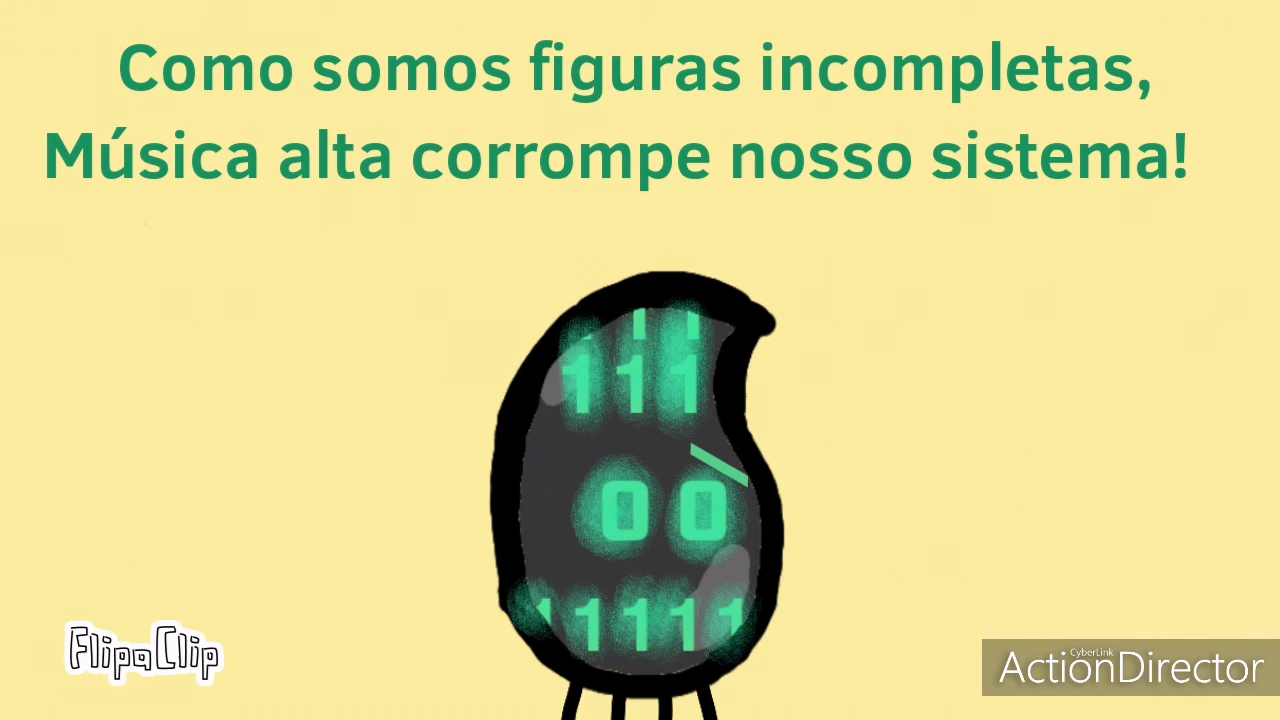 Como somos figuras incompletas,
Música alta corrompe nosso sistema!
111
00
11111
FlipaClip
CyberLink
ActionDirector